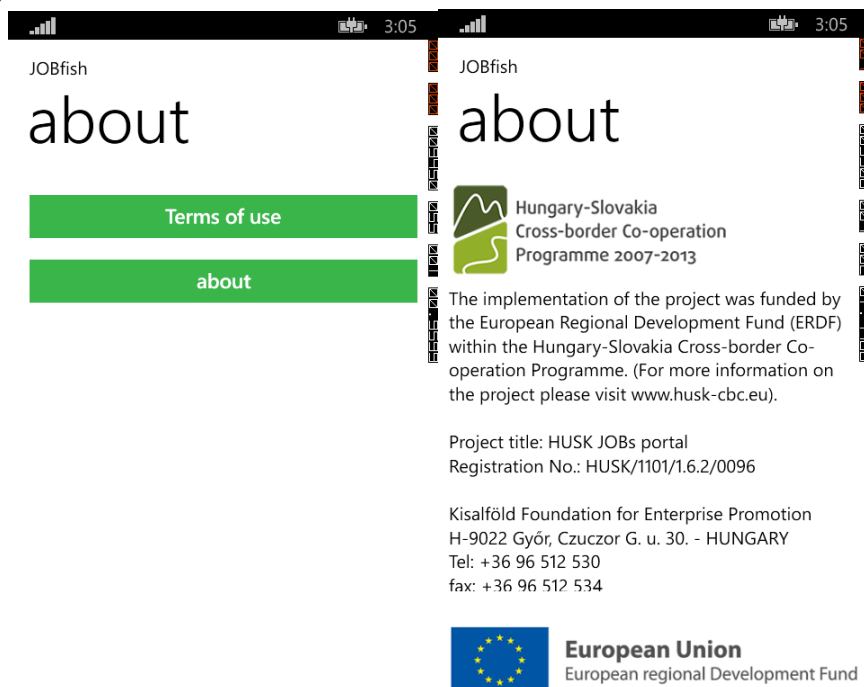 3:05
JOBfish
about
Terms of use
about
3:05
JOBfish
about
Hungary-Slovakia
Cross-border Co-operation
Programme 2007-2013
The implementation of the project was funded by
the European Regional Development Fund (ERDF)
within the Hungary-Slovakia Cross-border Co-
operation Programme. (For more information on
the project please visit www.husk-cbc.eu).
Project title: HUSK JOBs portal
Registration No.: HUSK/1101/1.6.2/0096
Kisalföld Foundation for Enterprise Promotion
H-9022 Győr, Czuczor G. u. 30. - HUNGARY
Tel: +36 96 512 530
fax: +36 96 512 534
European Union
European regional Development Fund